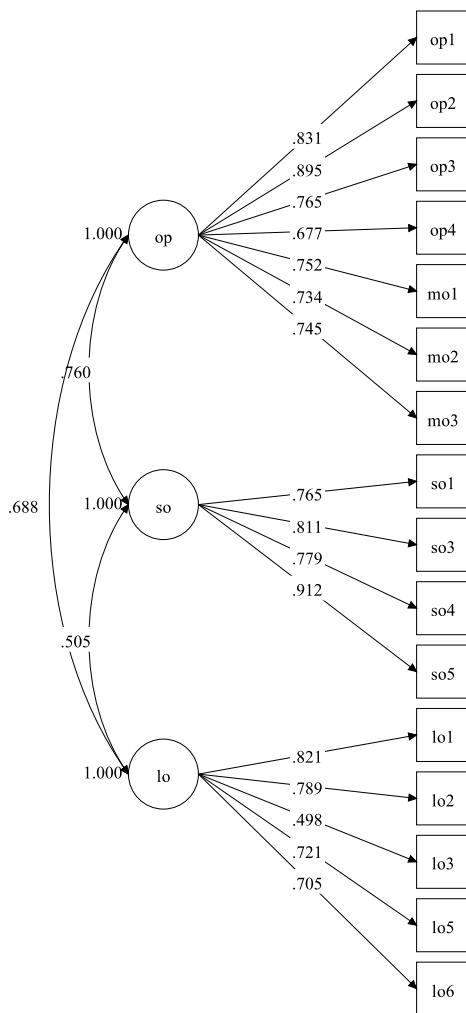 op1
op2
.831
.895
op3
.765
op4
.677
1.000
op
.752
mo1
.734
.745
mo2
.760
mo3
so1
.765
1.000
so
.811
so3
.688
.779
.912
so4
.505
so5
lo1
.821
1.000
lo
.789
lo2
.498
.721
lo3
.705
lo5
lo6